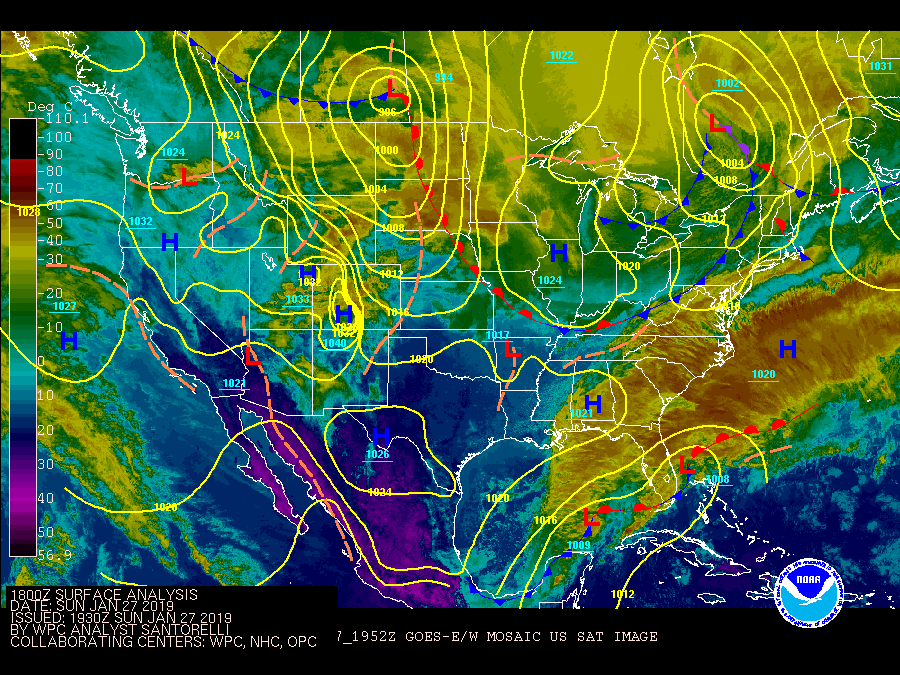 1022
994
1031
1002
Deg C
-110.1
-100
-90
-80
-70
-60
-50
-40
-30
-20
-10
0
10
20
30
40
50
56.9
996
L
L
1024
1024
1000
1004
L
1004
1008
1028
1032
H
1008
1012
H
1020
1024
H
1012
1033
1027
H
H
1016
1040
1017
L
H
1020
L
1020
1021
H
1021
H
1026
L
1008
1024
1020
1020
1016
L
1009
1012
NOAA
1800Z SURFACE ANALYSIS
DATE: SUN JAN 27 2019
ISSUED: 1930Z SUN JAN 27 2019
BY WPC ANALYST SANTORELLI
COLLABORATING CENTERS: WPC, NHC, OPC
7_1952Z GOES-E/W MOSAIC US SAT IMAGE